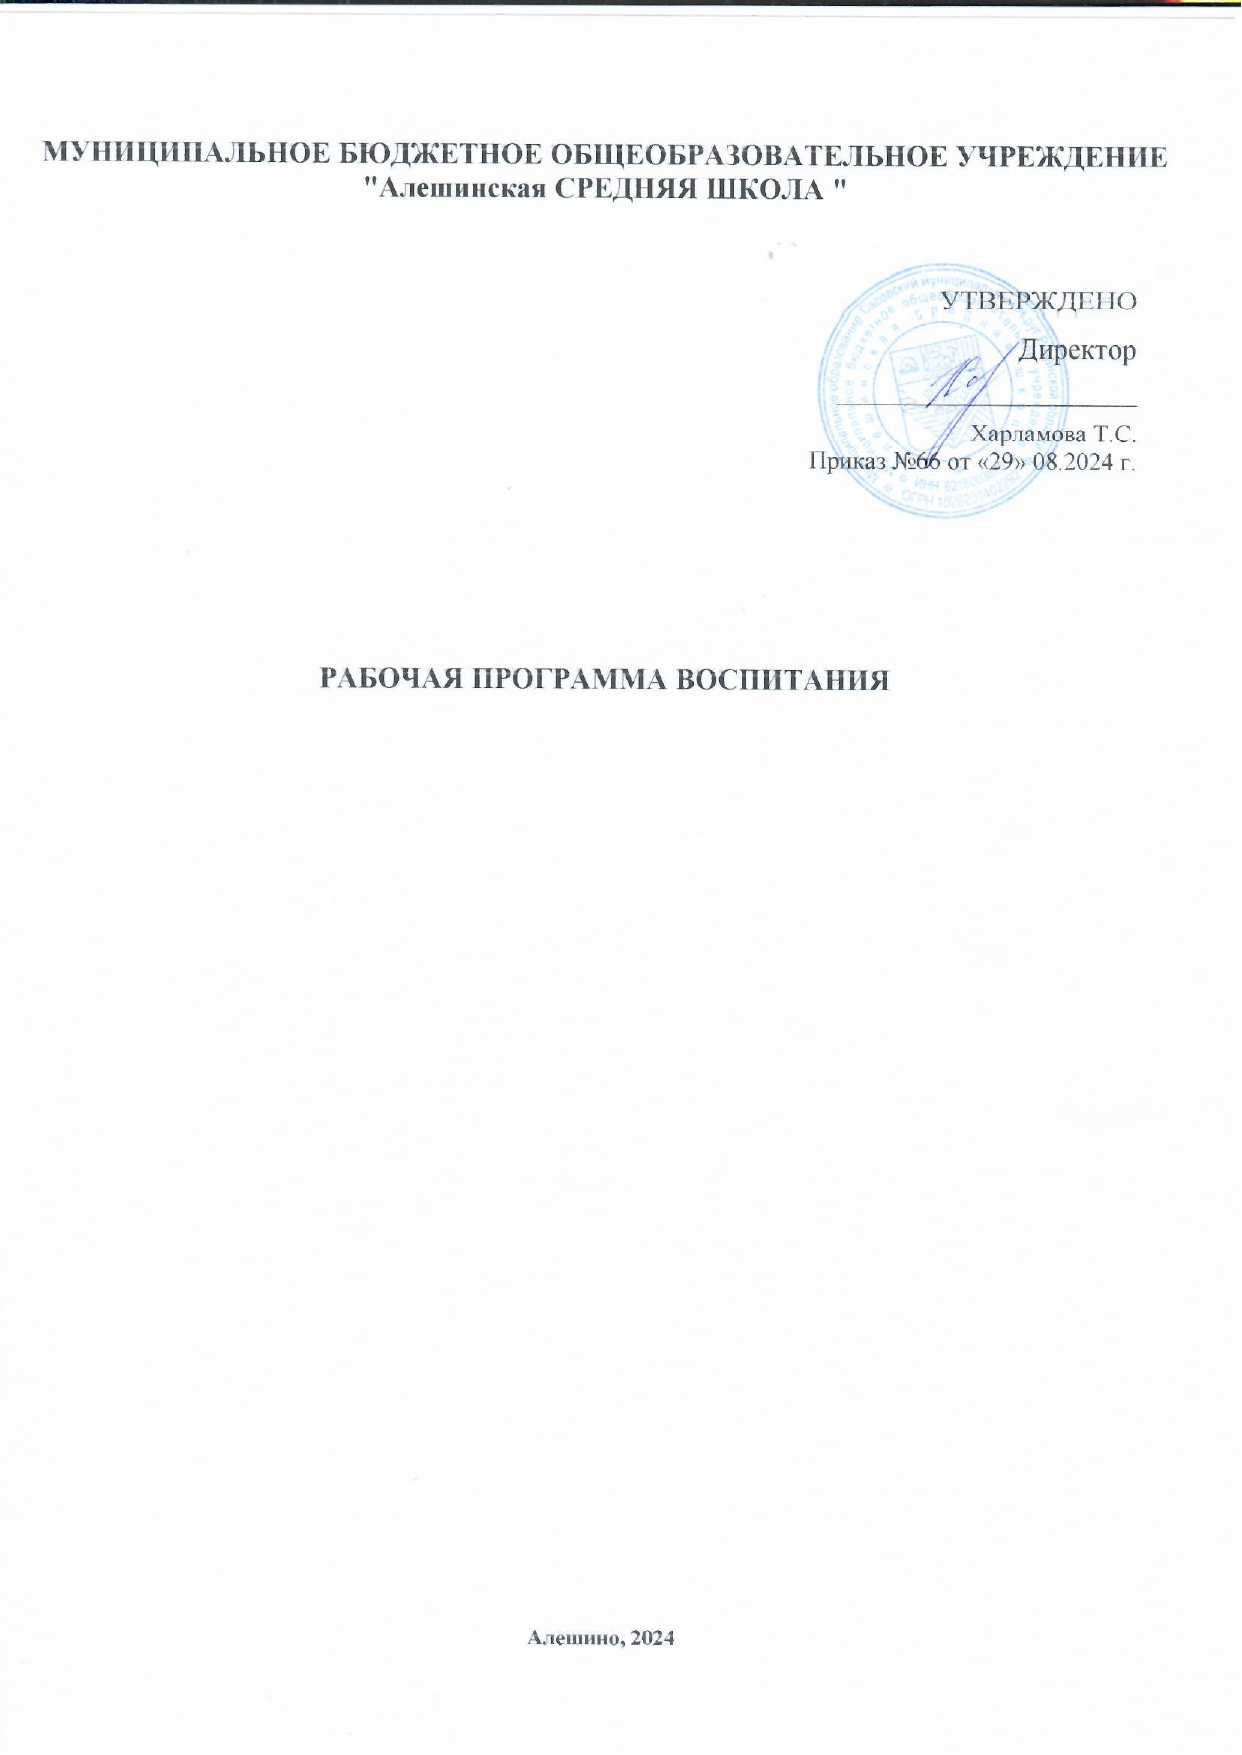 МУНИЦИПАЛЬНОЕ БЮДЖЕТНОЕ ОБЩЕОБРАЗОВАТЕЛЬНОЕ УЧРЕЖДЕНИЕ
"Алешинская СРЕДНЯЯ ШКОЛА "
УТВЕРЖДЕНО
Директор
Харламова Т.С.
Приказ №66 от «29» 08.2024 г.
РАБОЧАЯ ПРОГРАММА ВОСПИТАНИЯ
Алешино, 2024